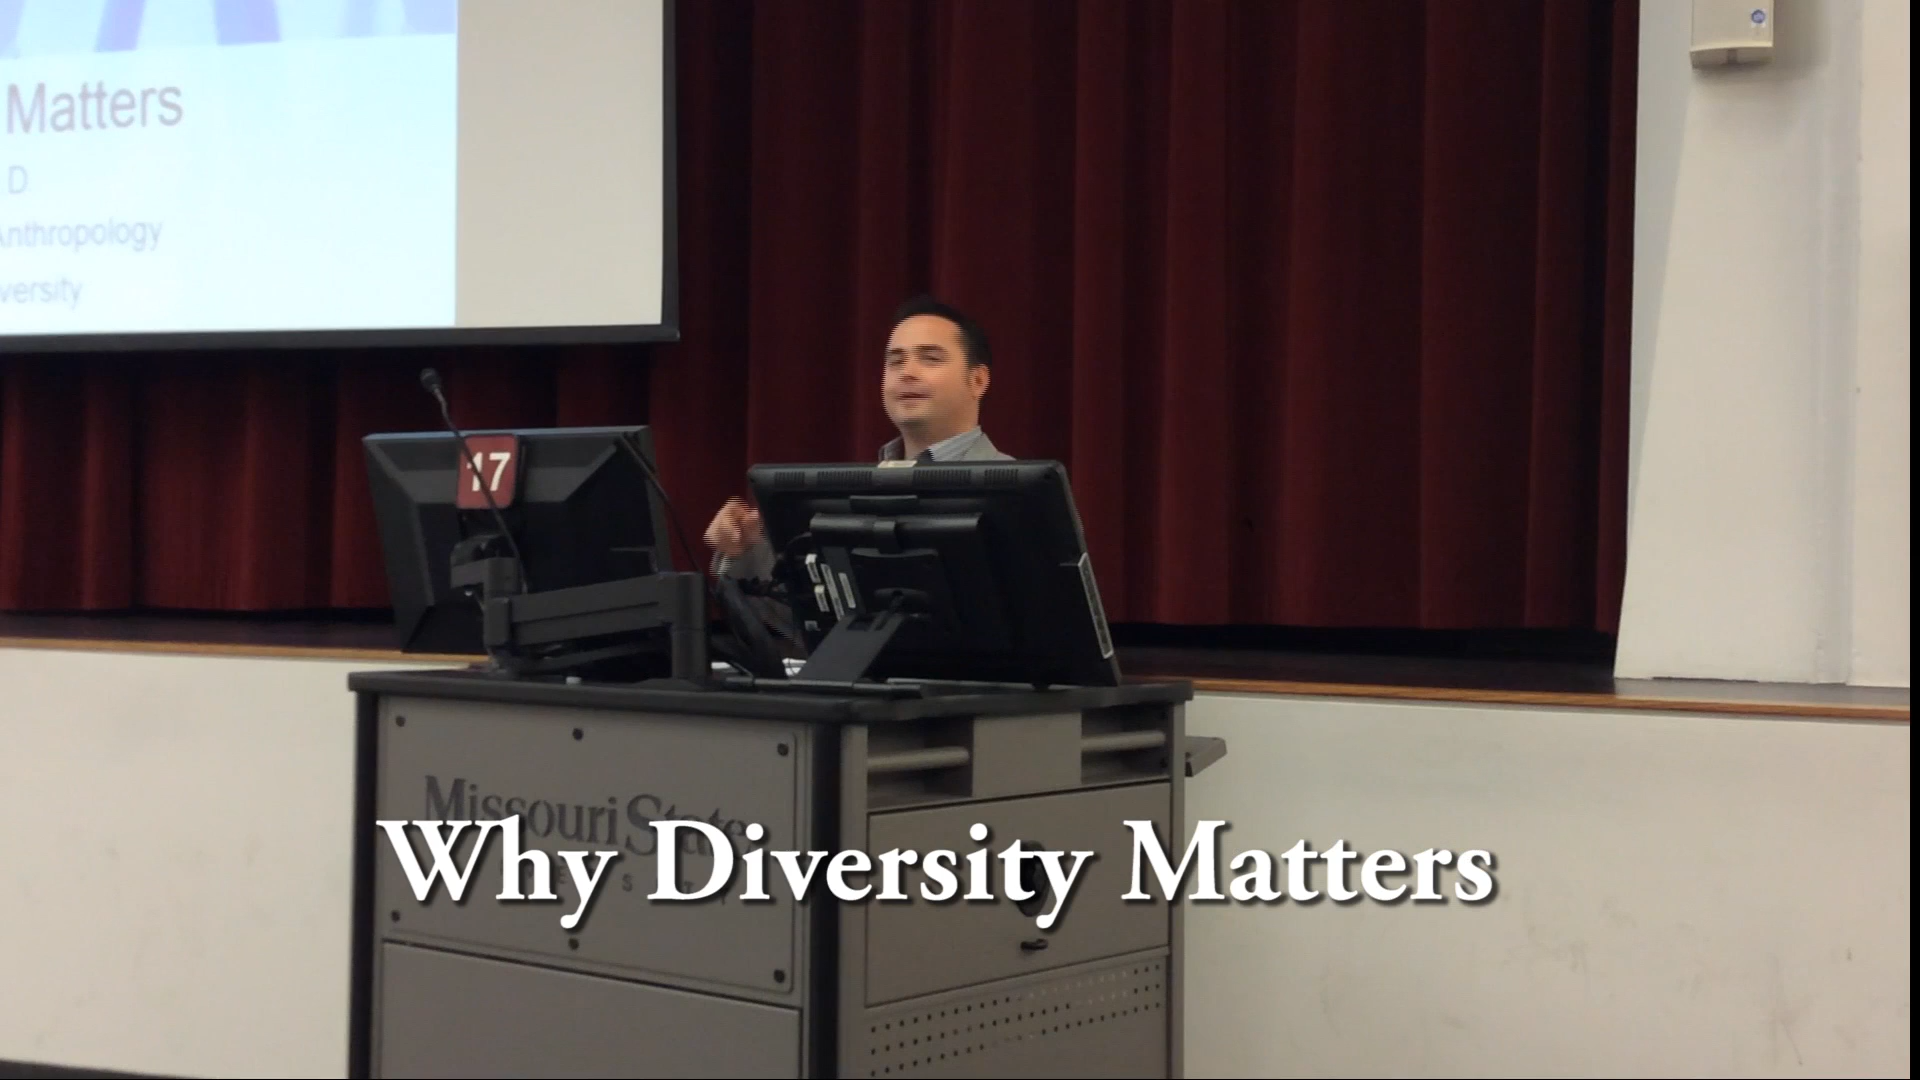 Matters
D.
Anthropology
versity
17
Missouri State
Why Diversity Matters